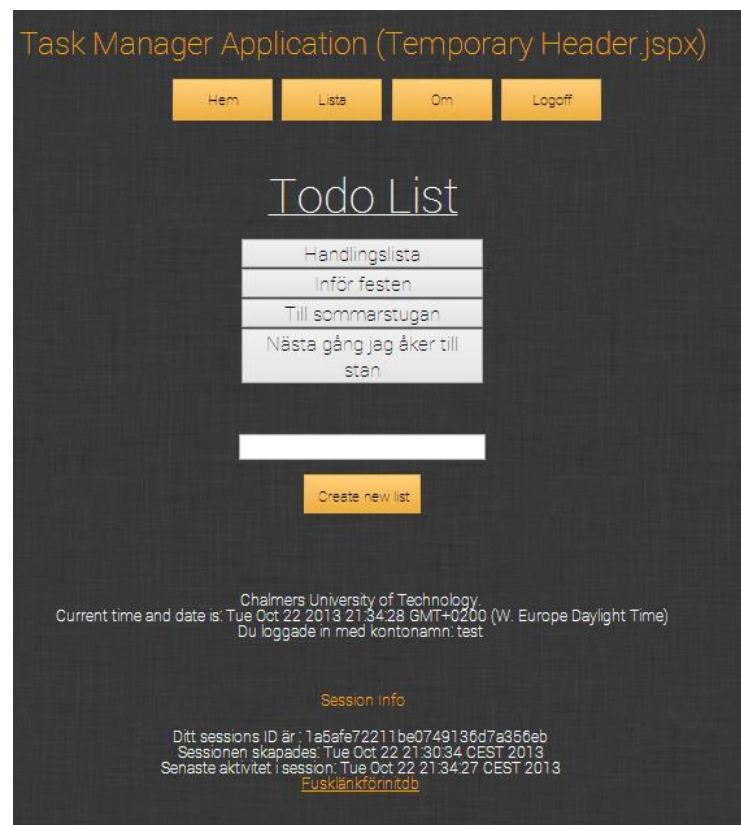 Task Manager Application (Temporary Header.jspx)
Hem Lista Om Logoff
Todo List
Handlingslista
Inför festen
Till sommarstugan
Nästa gång jag åker till
stan
Create new list
Chalmers University of Technology.
Current time and date is: Tue Oct 22 2013 21:34:28 GMT+0200 (W. Europe Daylight Time)
Du loggade in med kontonamn: test
Session Info
Ditt sessions ID är : 1a5afe72211be0749136d7a356eb
Sessionen skapades: Tue Oct 22 21:30:34 CEST 2013
Senaste aktivitet i session: Tue Oct 22 21:34:27 CEST 2013
Fusklänkförinitdb